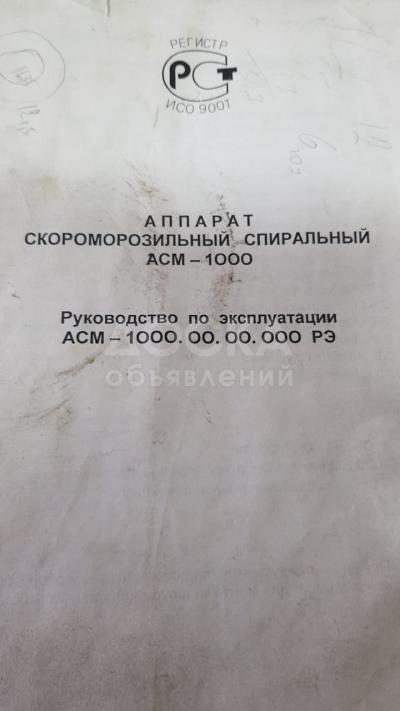 РЕГИСТР
РСТ
ИСО 9001
АППАРАТ
СКОРОМОРОЗИЛЬНЫЙ СПИРАЛЬНЫЙ
АСМ – 1000
Руководство по эксплуатации
АСМ – 1000. 00. 00. 000 РЭ
ДОСКА
объявлений